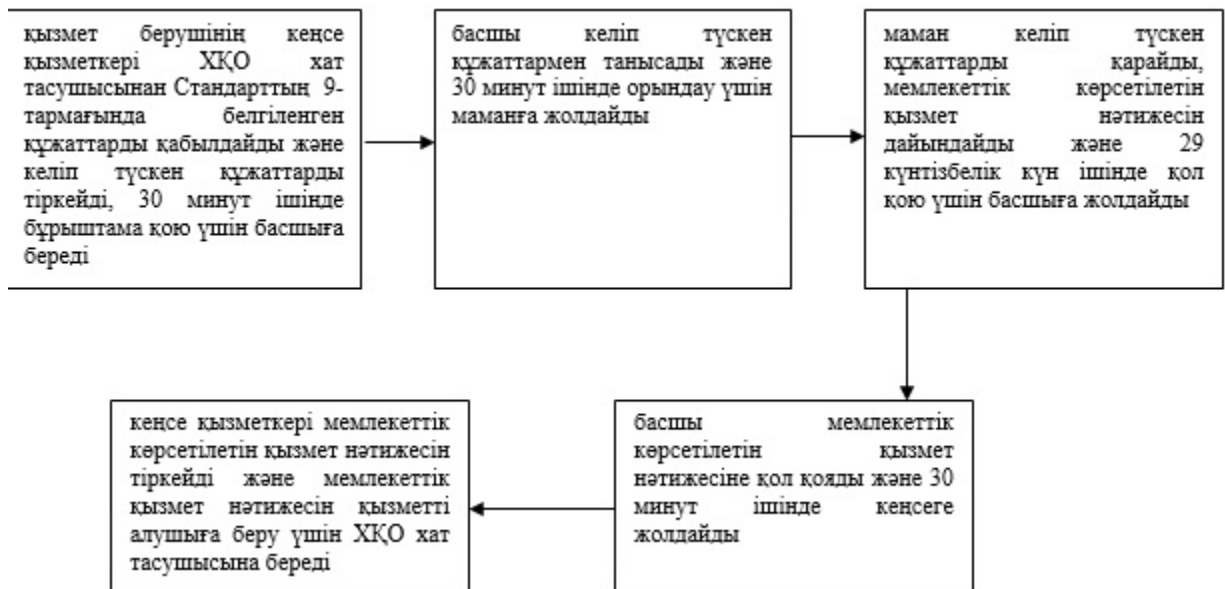 қызмет берушінің кеңсе
қызметкері ХҚО хат
тасушысынан Стандарттың 9-
тармағында белгіленген
құжаттарды қабылдайды және
келіп түскен құжаттарды
тіркейді, 30 минут ішінде
бұрыштама қою үшін басшыға
береді
басшы келіп түскен
құжаттармен танысады және
30 минут ішінде орындау үшін
маманға жолдайды
маман келіп түскен
құжаттарды қарайды,
мемлекеттік көрсетілетін
қызмет нәтижесін
дайындайды және 29
күнтізбелік күн ішінде қол
қою үшін басшыға жолдайды
басшы мемлекеттік
көрсетілетін қызмет
нәтижесіне қол қояды және 30
минут ішінде кеңсеге
жолдайды
кеңсе қызметкері мемлекеттік
көрсетілетін қызмет нәтижесін
тіркейді және мемлекеттік
қызмет нәтижесін қызметті
алушыға беру үшін ХҚО хат
тасушысына береді